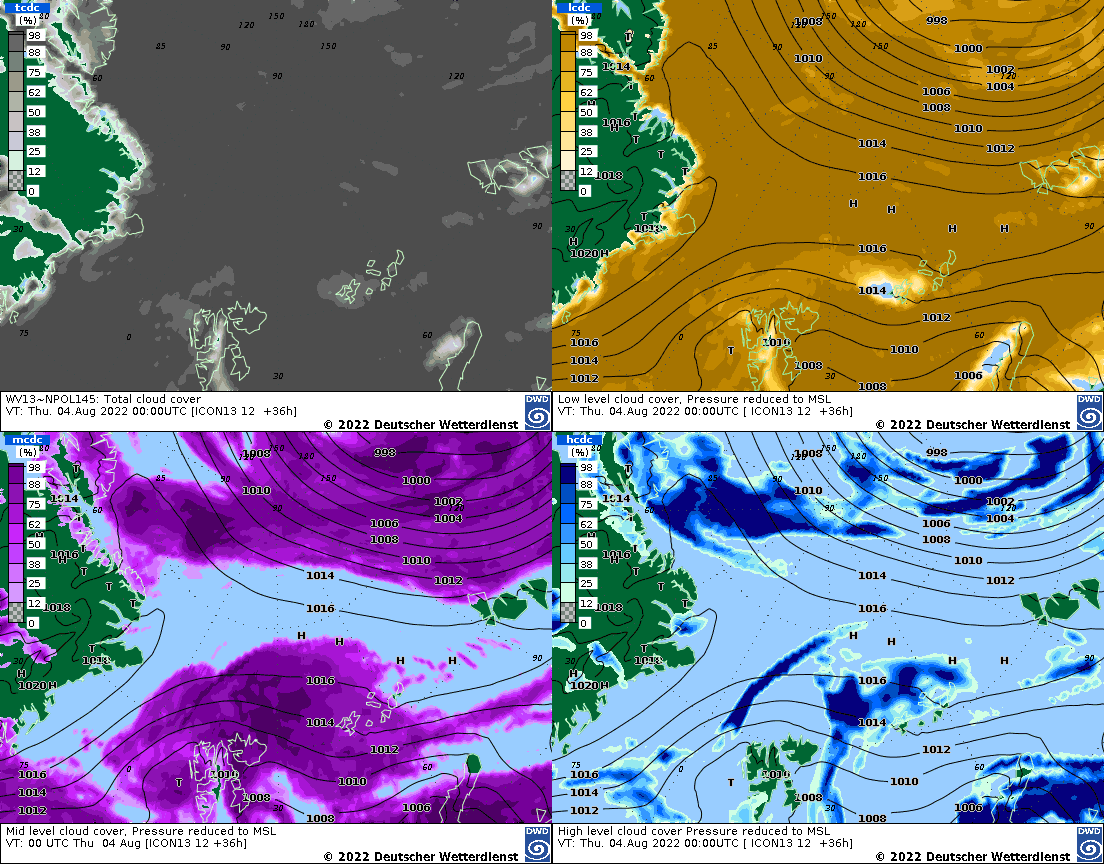 tcdc
(%)
98
88
75
62
50
38
25
12
0
120
150
180
85
90
150
60
90
120
30
90
75
0
60
30
WV13~NPOL145: Total cloud cover
VT: Thu. 04.Aug 2022 00:00UTC [ICON13 12 +36h]
© 2022 Deutscher Wetterdienst
DWD
lcdc
(%)
98
88
75
62
50
38
25
12
0
1008
998
1000
1010
1002
1004
1006
1008
1010
1012
1014
1016
1014
1016
1018
1018
1020
H
H
H
H
H
H
T
T
T
T
T
1016
1014
1012
1016
1014
1012
T
1010
1010
1008
1006
1008
Low level cloud cover, Pressure reduced to MSL
VT: Thu. 04.Aug 2022 00:00UTC [ ICON13 12 +36h]
© 2022 Deutscher Wetterdienst
DWD
mcdc
(%)
98
88
75
62
50
38
25
12
0
1008
998
1000
1010
1002
1004
1006
1008
1010
1012
1014
1016
1014
1016
1018
1018
1020
H
H
H
H
H
H
T
T
T
T
T
1016
1014
1012
1016
1014
1012
T
1010
1010
1008
1006
1008
Mid level cloud cover, Pressure reduced to MSL
VT: 00 UTC Thu 04 Aug [ICON13 12 +36h]
© 2022 Deutscher Wetterdienst
DWD
hcdc
(%)
98
88
75
62
50
38
25
12
0
1008
998
1000
1010
1002
1004
1006
1008
1010
1012
1014
1016
1014
1016
1018
1018
1020
H
H
H
H
H
H
T
T
T
T
T
1016
1014
1012
1016
1014
1012
T
1010
1010
1008
1006
1008
High level cloud cover Pressure reduced to MSL
VT: Thu. 04.Aug 2022 00:00UTC [ ICON13 12 +36h]
© 2022 Deutscher Wetterdienst
DWD